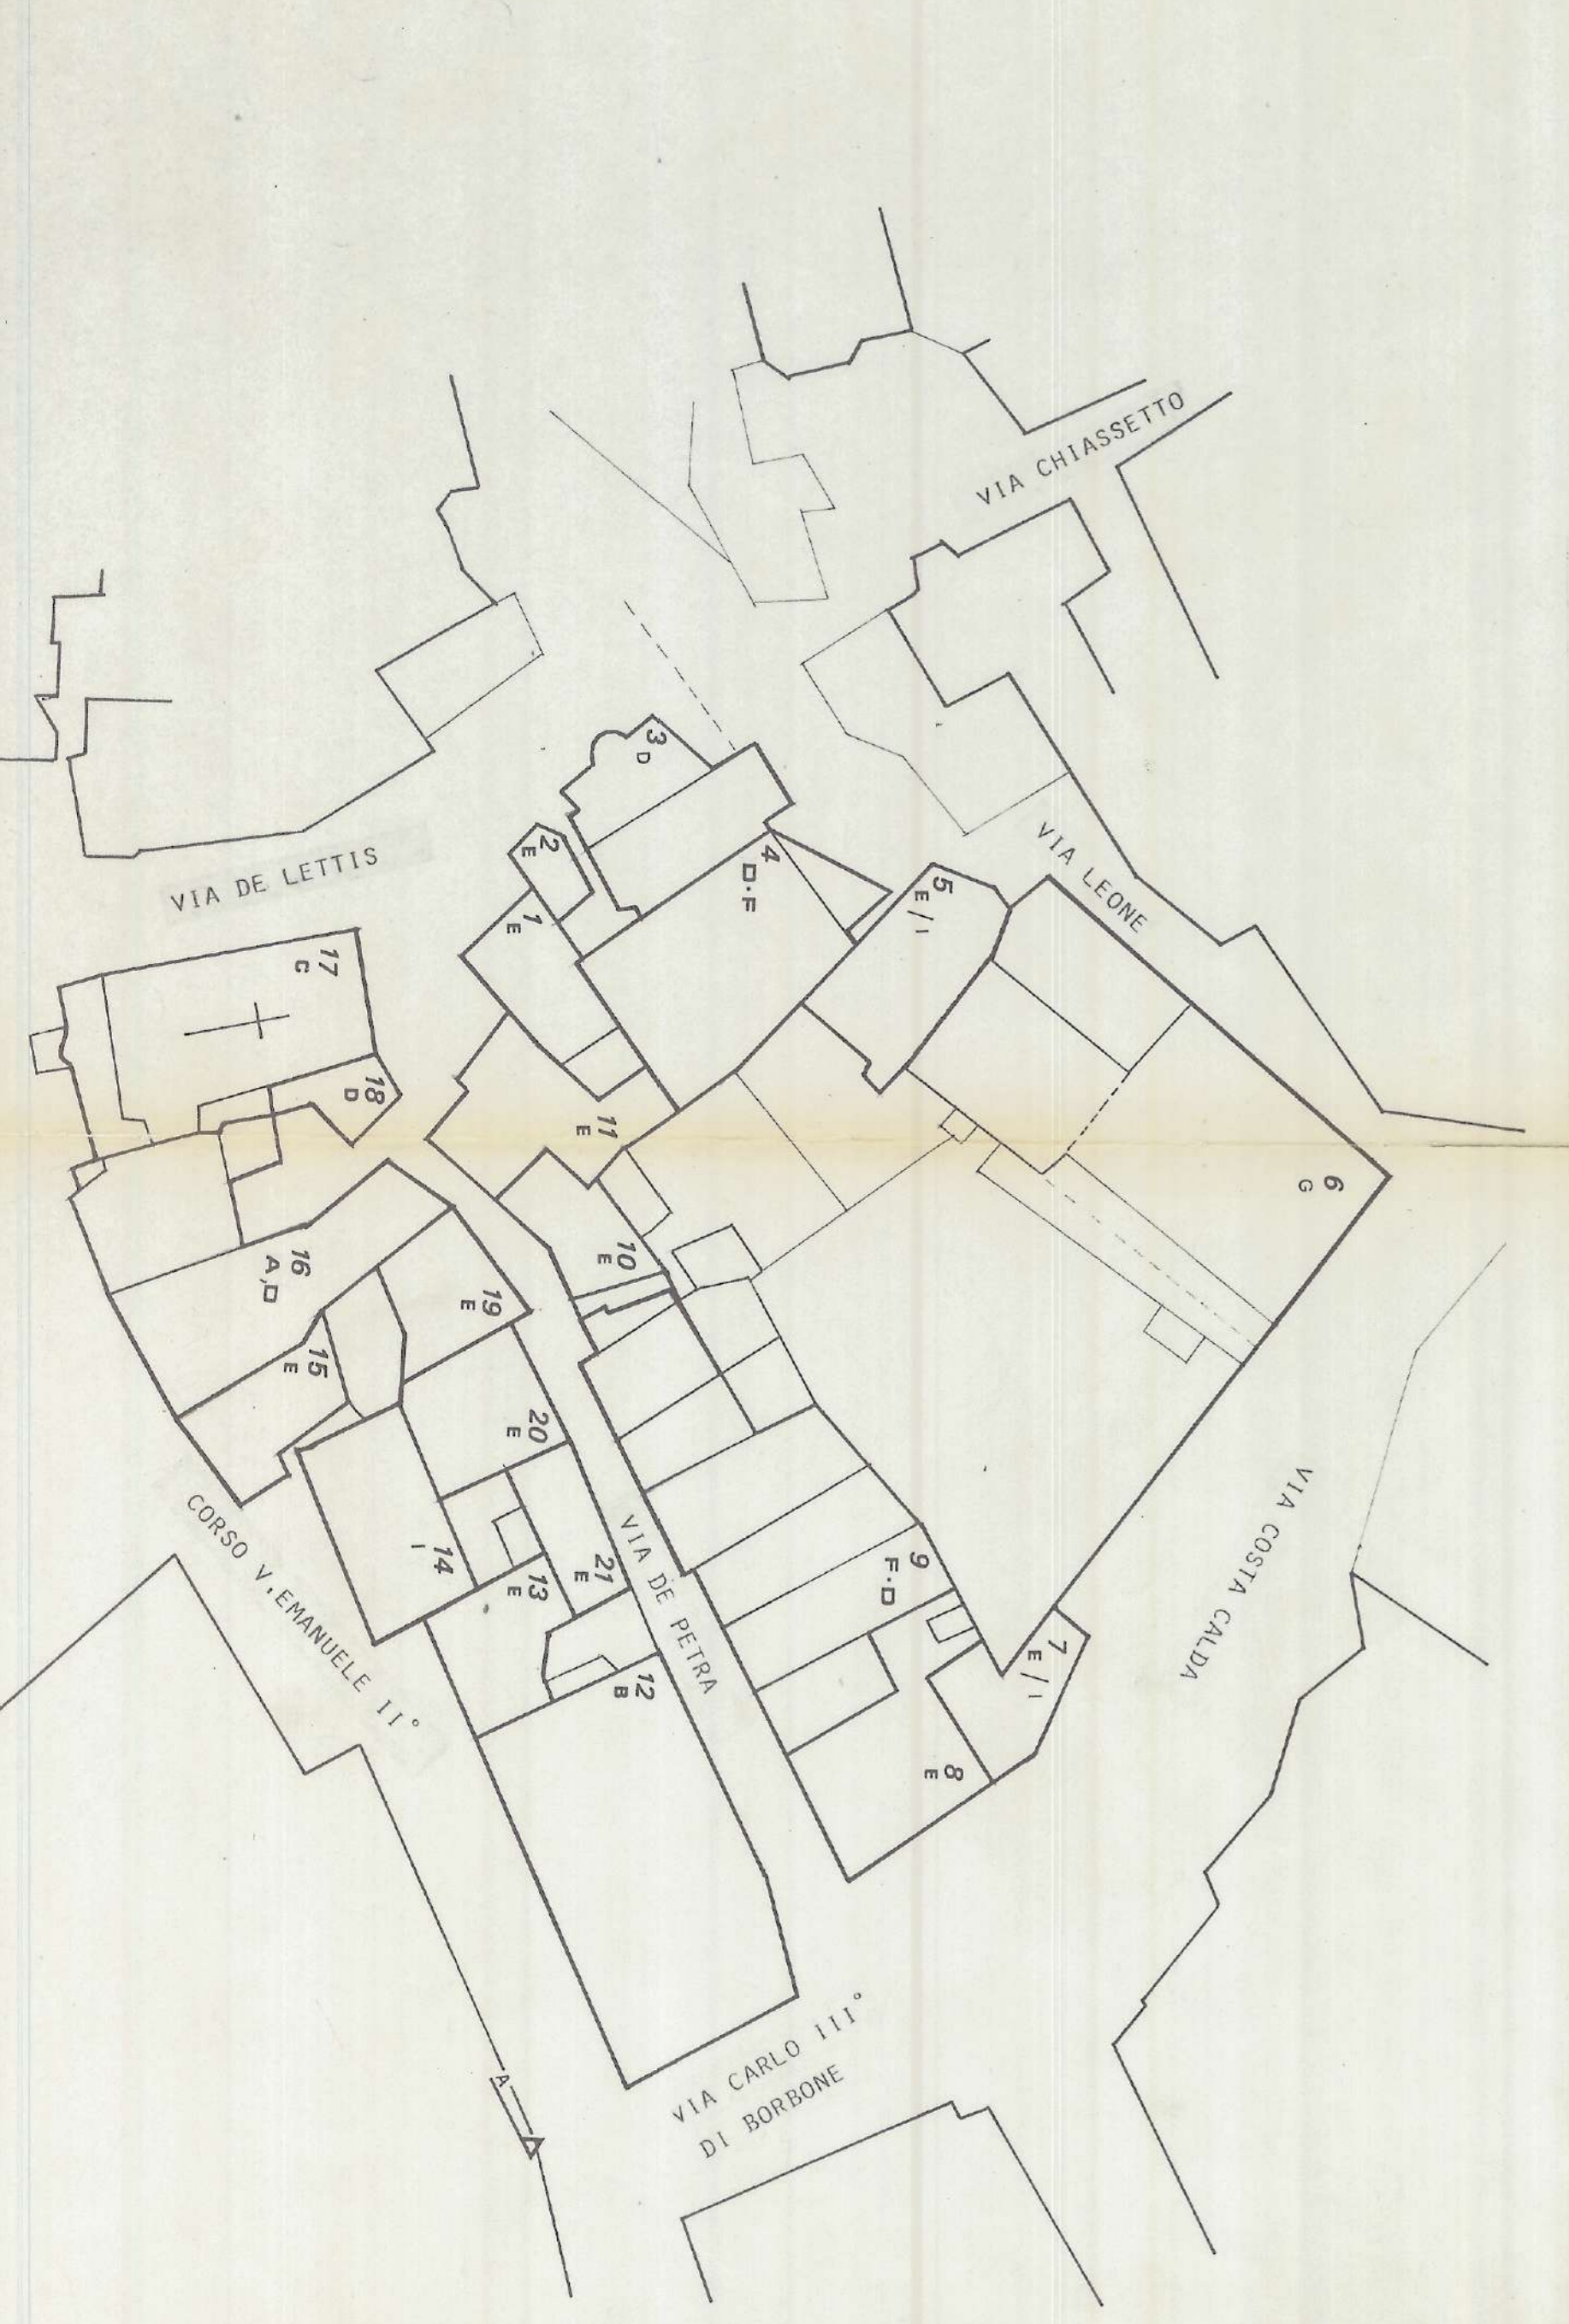 VIA CHIASSETTO
3
D
2
E
VIA DE LETTIS
4
D.F
VIA LEONE
5
E/I
1
E
17
C
18
D
11
E
6
G
10
E
16
A,D
19
E
15
E
20
E
VIA COSTA CALDA
CORSO V.EMANUELE II°
VIA DE PETRA
14
I
21
E
13
E
9
F.D
E/I
12
B
8
E
VIA CARLO III°
DI BORBONE
A